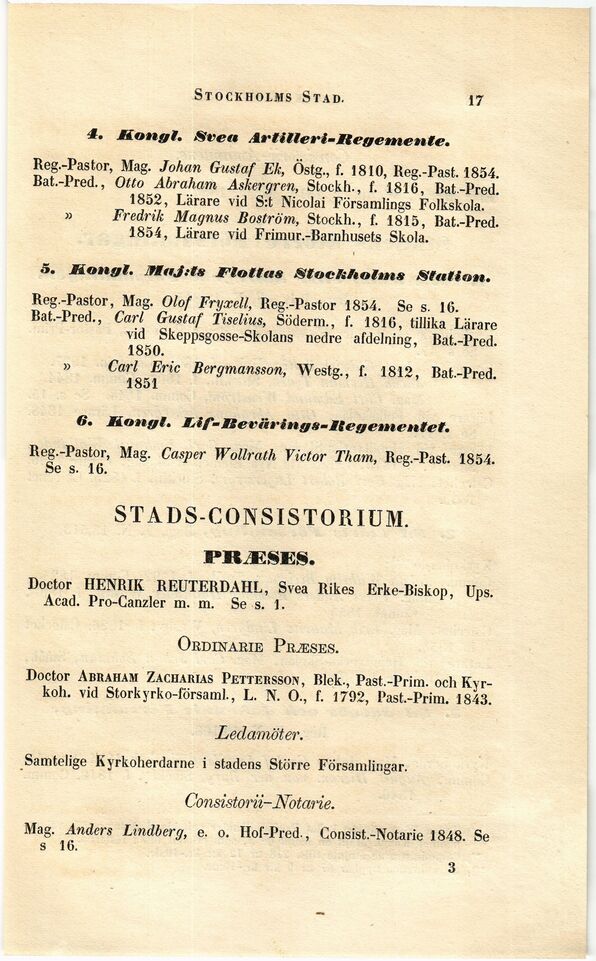 STOCKHOLMS STAD. 17
4. Kongl. Svea Artilleri-Regemente.
Reg.-Pastor, Mag. Johan Gustaf Ek, Östg., f. 1810, Reg.-Past. 1854.
Bat.-Pred., Otto Abraham Askergren, Stockh., f. 1816, Bat.-Pred.
1852, Lärare vid S:t Nicolai Församlings Folkskola.
» Fredrik Magnus Boström, Stockh., f. 1815, Bat.-Pred.
1854, Lärare vid Frimur.-Barnhusets Skola.
5. Kongl. Maj:ts Flottas Stockholms Station.
Reg.-Pastor, Mag. Olof Fryxell, Reg.-Pastor 1854. Se s. 16.
Bat.-Pred., Carl Gustaf Tiselius, Söderm., f. 1816, tillika Lärare
vid Skeppsgosse-Skolans nedre afdelning, Bat.-Pred.
1850.
» Carl Eric Bergmansson, Westg., f. 1812, Bat.-Pred.
1851
6. Kongl. Lif-Bevärings-Regementet.
Reg.-Pastor, Mag. Casper Wollrath Victor Tham, Reg.-Past. 1854.
Se s. 16.
STADS-CONSISTORIUM.
PRÆSES.
Doctor HENRIK REUTERDAHL, Svea Rikes Erke-Biskop, Ups.
Acad. Pro-Canzler m. m. Se s. 1.
ORDINARIE PRÆSES.
Doctor ABRAHAM ZACHARIAS PETTERSSON, Blek., Past.-Prim. och Kyr-
koh. vid Storkyrko-församl., L. N. O., f. 1792, Past.-Prim. 1843.
Ledamöter.
Samtelige Kyrkoherdarne i stadens Större Församlingar.
Consistorii-Notarie.
Mag. Anders Lindberg, e. o. Hof-Pred., Consist.-Notarie 1848. Se
s 16.
3